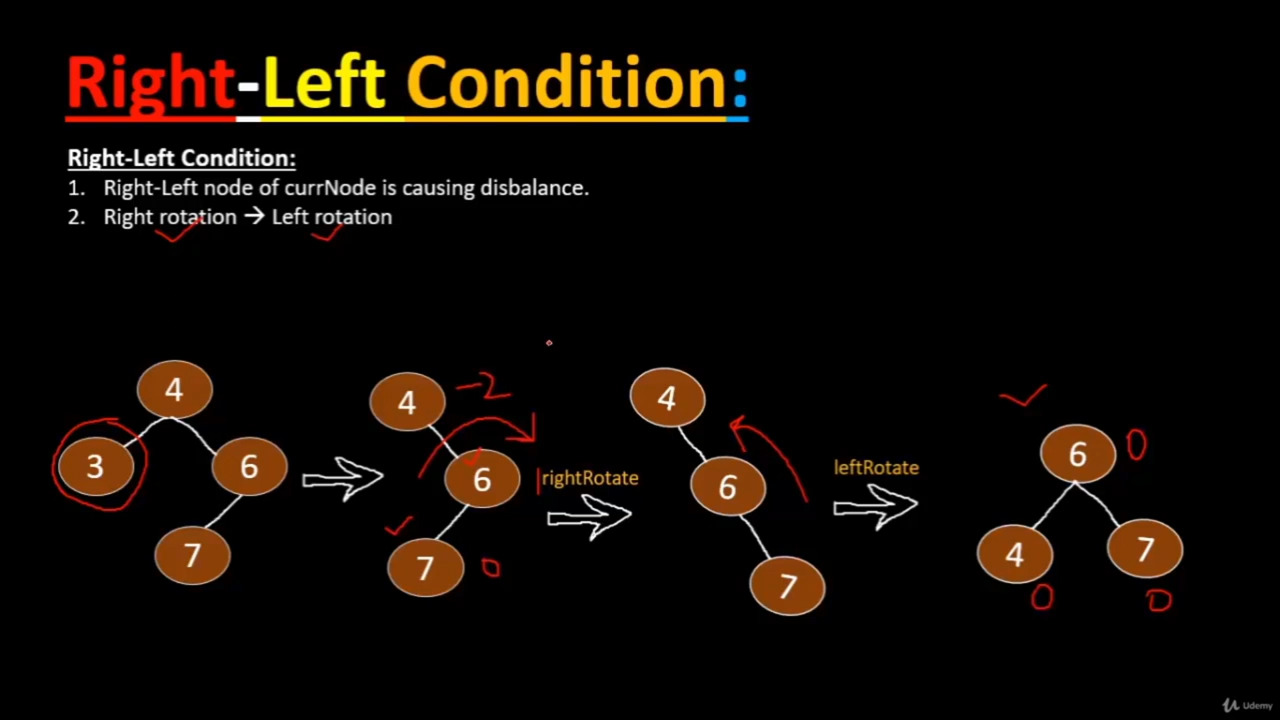 Right-Left Condition:
Right-Left Condition:
1. Right-Left node of currNode is causing disbalance.
2. Right rotation → Left rotation
4
3
6
7
4
-2
6
7
0
rightRotate
4
6
7
leftRotate
6
0
4
7
0
0
Udemy